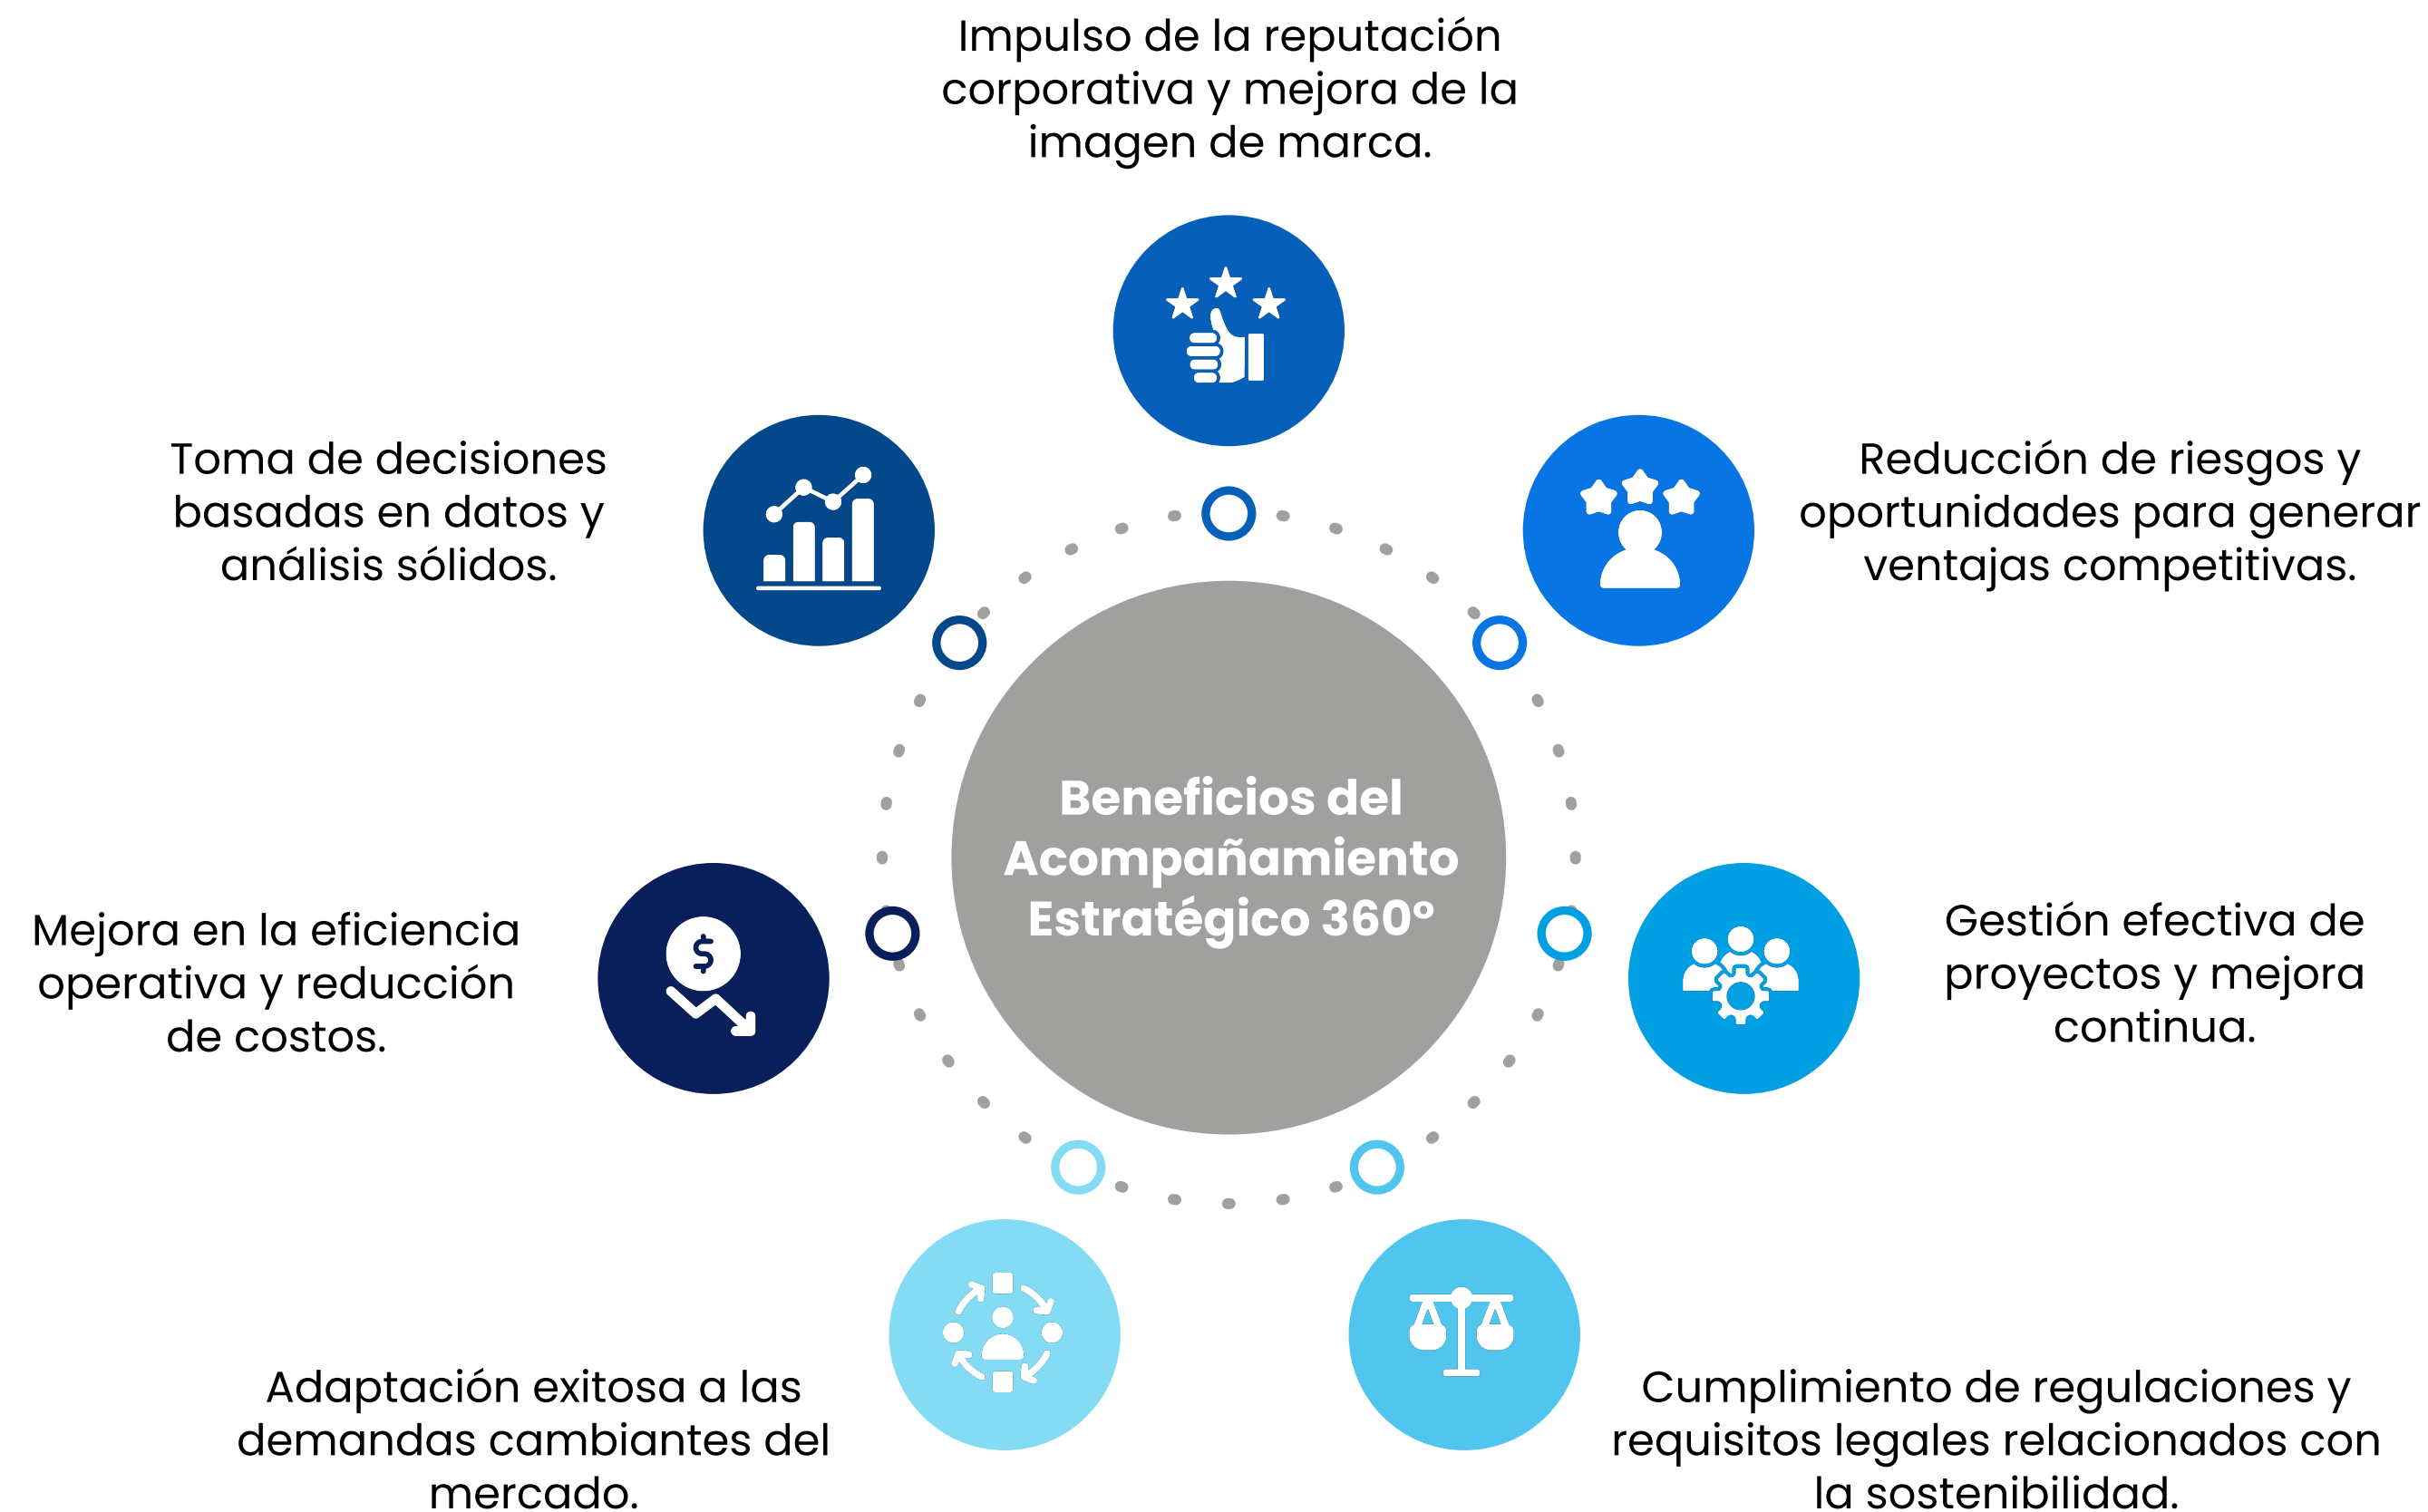 Impulso de la reputación
corporativa y mejora de la
imagen de marca.
Toma de decisiones
basadas en datos y
análisis sólidos.
Reducción de riesgos y
oportunidades para generar
ventajas competitivas.
Beneficios del
Acompañamiento
Estratégico 360º
Mejora en la eficiencia
operativa y reducción
de costos.
$
Gestión efectiva de
proyectos y mejora
continua.
Adaptación exitosa a las
demandas cambiantes del
mercado.
Cumplimiento de regulaciones y
requisitos legales relacionados con
la sostenibilidad.